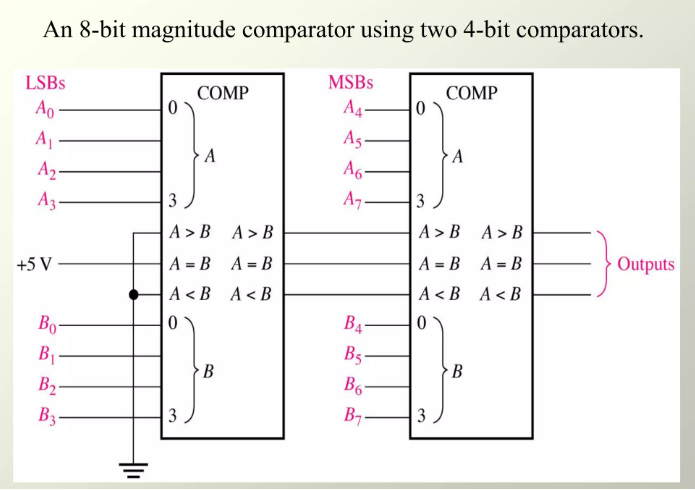 An 8-bit magnitude comparator using two 4-bit comparators.
LSBs
A₀
A₁
A₂
A₃
+5 V
B₀
B₁
B₂
B₃
COMP
0
A
3
A > B A > B
A = B A = B
A < B A < B
0
B
3
MSBs
A₄
A₅
A₆
A₇
B₄
B₅
B₆
B₇
COMP
0
A
3
A > B A > B
A = B A = B
A < B A < B
0
B
3
Outputs